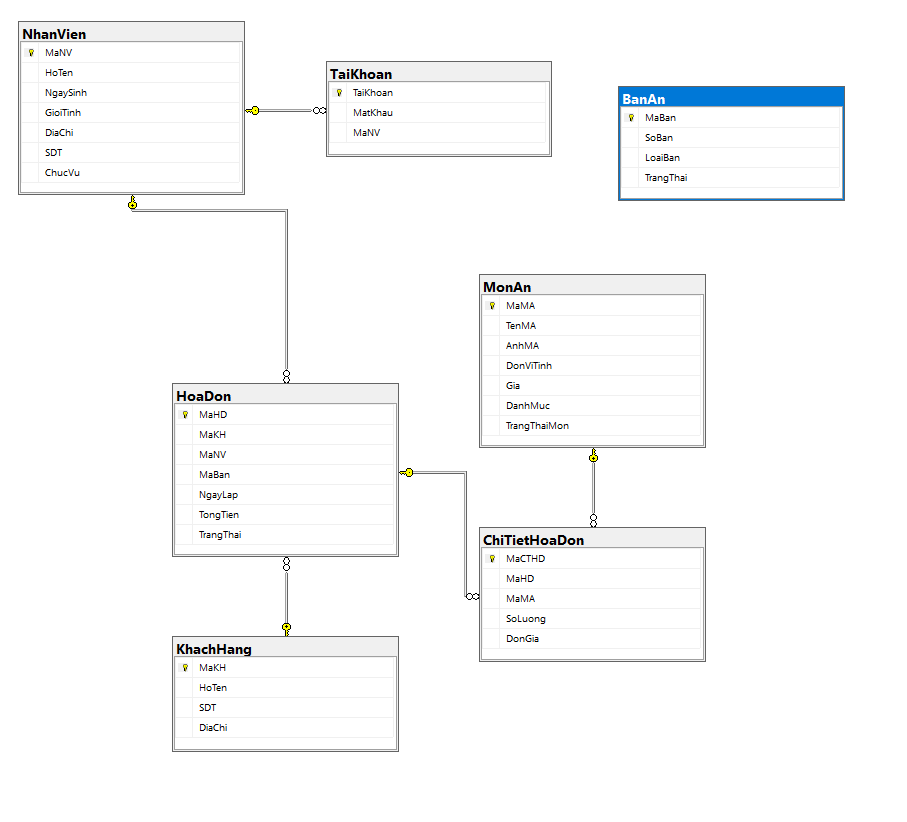 NhanVien
MaNV
HoTen
NgaySinh
GioiTinh
DiaChi
SDT
ChucVu
TaiKhoan
TaiKhoan
MatKhau
MaNV
BanAn
MaBan
SoBan
LoaiBan
TrangThai
MonAn
MaMA
TenMA
AnhMA
DonViTinh
Gia
DanhMuc
TrangThaiMon
HoaDon
MaHD
MaKH
MaNV
MaBan
NgayLap
TongTien
TrangThai
ChiTietHoaDon
MaCTHD
MaHD
MaMA
SoLuong
DonGia
KhachHang
MaKH
HoTen
SDT
DiaChi